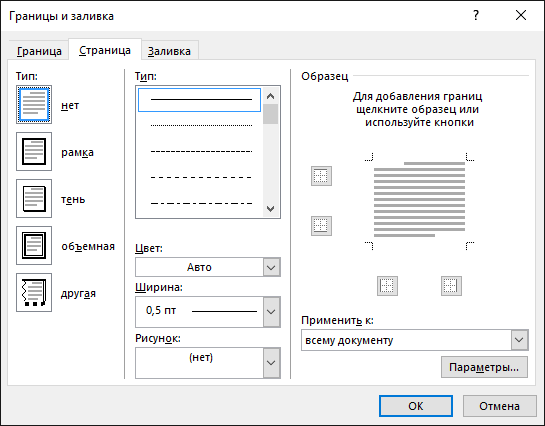 Границы и заливка
?
Граница
Страница
Заливка
Тип:
нет
рамка
тень
объемная
другая
Тип:
Цвет:
Авто
Ширина:
0,5 пт
Рисунок:
(нет)
Образец
Для добавления границ
щелкните образец или
используйте кнопки
Применить к:
всему документу
Параметры...
ОК
Отмена